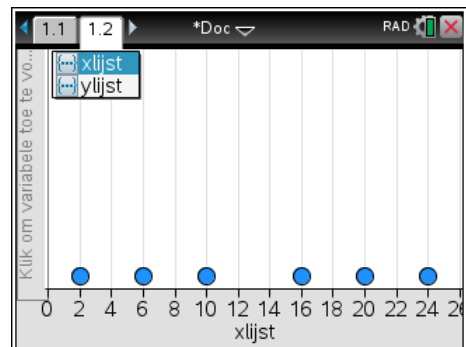 1.1 1.2 *Doc RAD
xlijst
ylijst
Klik om variabele toe te vo...
0 2 4 6 8 10 12 14 16 18 20 22 24 26
xlijst